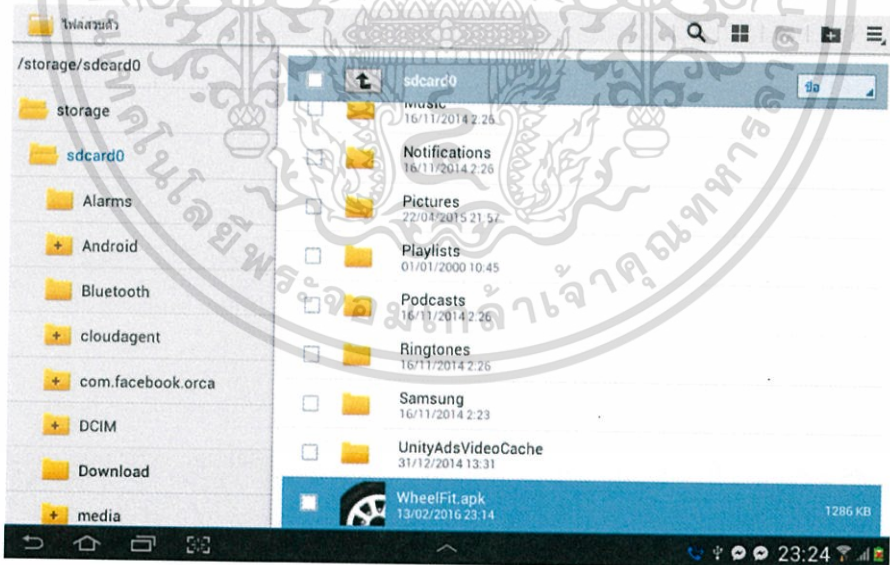 ไฟล์ส่วนตัว
/storage/sdcard0
storage
sdcard0
Alarms
Android
Bluetooth
cloudagent
com.facebook.orca
DCIM
Download
media
sdcard0
ชื่อ
Music
16/11/2014 2:26
Notifications
16/11/2014 2:26
Pictures
22/04/2015 21:57
Playlists
01/01/2000 10:45
Podcasts
16/11/2014 2:26
Ringtones
16/11/2014 2:26
Samsung
16/11/2014 2:23
UnityAdsVideoCache
31/12/2014 13:31
WheelFit.apk
13/02/2016 23:14
1286 KB
23:24